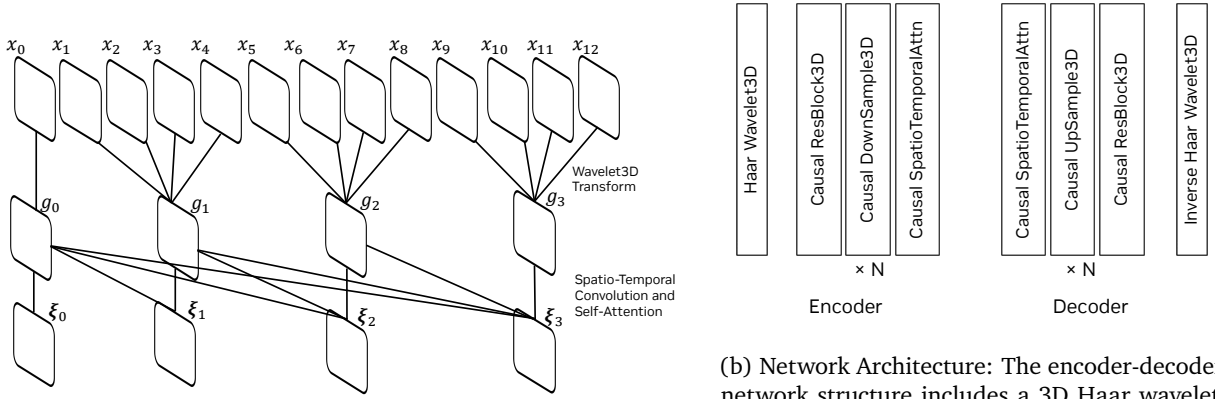 x₀ x₁ x₂ x₃ x₄ x₅ x₆ x₇ x₈ x₉ x₁₀ x₁₁ x₁₂
Wavelet3D
Transform
g₀ g₁ g₂ g₃
Spatio-Temporal
Convolution and
Self-Attention
ξ₀ ξ₁ ξ₂ ξ₃
Haar Wavelet3D
Causal ResBlock3D
Causal DownSample3D
Causal SpatioTemporalAttn
× N
Encoder
Causal SpatioTemporalAttn
Causal UpSample3D
Causal ResBlock3D
Inverse Haar Wavelet3D
× N
Decoder
(b) Network Architecture: The encoder-decoder
network structure includes a 3D Haar wavelet